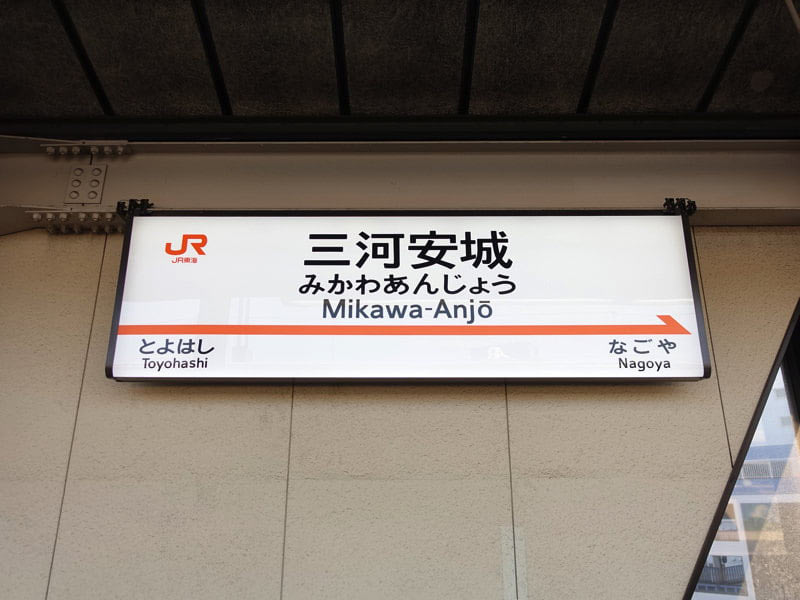 JR
JR東海
三河安城
みかわあんじょう
Mikawa-Anjō
とよはし
Toyohashi
なごや
Nagoya